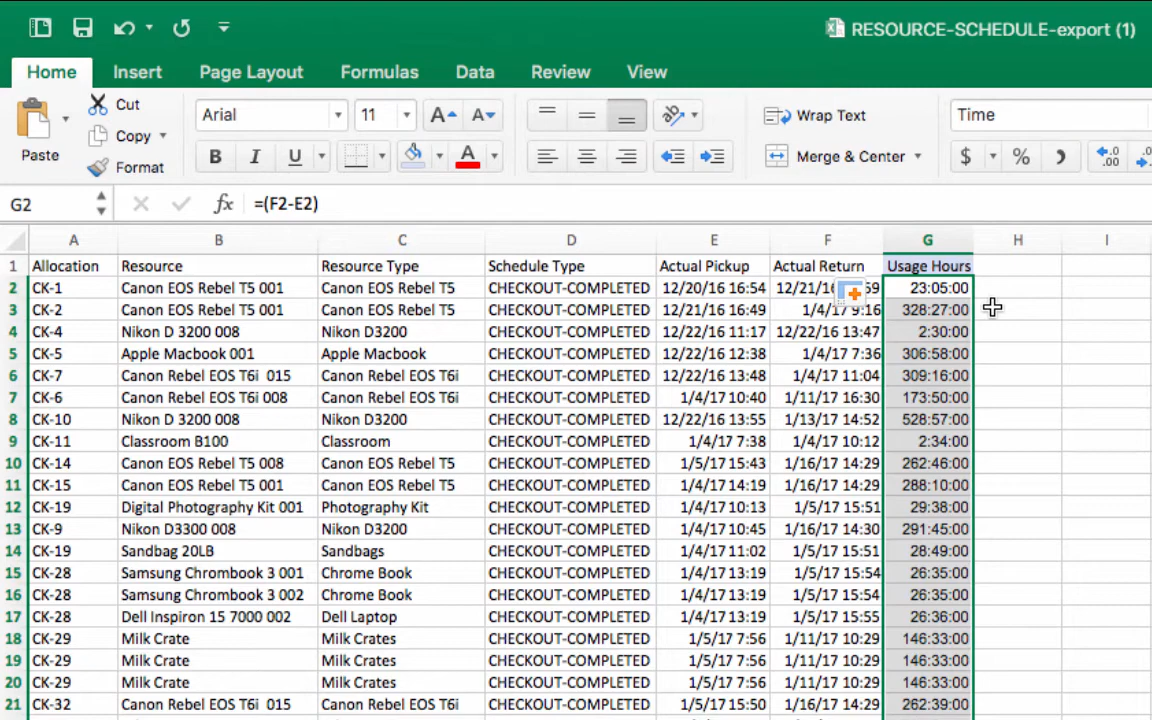 RESOURCE-SCHEDULE-export (1)
Home Insert Page Layout Formulas Data Review View
Paste
Cut
Copy
Format
Arial 11 A A
B I U A
Wrap Text
Merge & Center
Time
$ % .0 .00
G2 fx =(F2-E2)
A B C D E F G H I
1 Allocation Resource Resource Type Schedule Type Actual Pickup Actual Return Usage Hours
2 CK-1 Canon EOS Rebel T5 001 Canon EOS Rebel T5 CHECKOUT-COMPLETED 12/20/16 16:54 12/21/16 59 23:05:00
3 CK-2 Canon EOS Rebel T5 001 Canon EOS Rebel T5 CHECKOUT-COMPLETED 12/21/16 16:49 1/4/17 9:16 328:27:00
4 CK-4 Nikon D 3200 008 Nikon D3200 CHECKOUT-COMPLETED 12/22/16 11:17 12/22/16 13:47 2:30:00
5 CK-5 Apple Macbook 001 Apple Macbook CHECKOUT-COMPLETED 12/22/16 12:38 1/4/17 7:36 306:58:00
6 CK-7 Canon Rebel EOS T6i 015 Canon Rebel EOS T6i CHECKOUT-COMPLETED 12/22/16 13:48 1/4/17 11:04 309:16:00
7 CK-6 Canon Rebel EOS T6i 008 Canon Rebel EOS T6i CHECKOUT-COMPLETED 1/4/17 10:40 1/11/17 16:30 173:50:00
8 CK-10 Nikon D 3200 008 Nikon D3200 CHECKOUT-COMPLETED 12/22/16 13:55 1/13/17 14:52 528:57:00
9 CK-11 Classroom B100 Classroom CHECKOUT-COMPLETED 1/4/17 7:38 1/4/17 10:12 2:34:00
10 CK-14 Canon EOS Rebel T5 008 Canon EOS Rebel T5 CHECKOUT-COMPLETED 1/5/17 15:43 1/16/17 14:29 262:46:00
11 CK-15 Canon EOS Rebel T5 001 Canon EOS Rebel T5 CHECKOUT-COMPLETED 1/4/17 14:19 1/16/17 14:29 288:10:00
12 CK-20 Digital Photography Kit 001 Photography Kit CHECKOUT-COMPLETED 1/4/17 10:13 1/5/17 15:51 29:38:00
13 CK-9 Nikon D3300 008 Nikon D3200 CHECKOUT-COMPLETED 1/4/17 10:45 1/16/17 14:30 291:45:00
14 CK-19 Sandbag 20LB Sandbags CHECKOUT-COMPLETED 1/4/17 11:02 1/5/17 15:51 28:49:00
15 CK-28 Samsung Chrombook 3 001 Chrome Book CHECKOUT-COMPLETED 1/4/17 13:19 1/5/17 15:54 26:35:00
16 CK-28 Samsung Chrombook 3 002 Chrome Book CHECKOUT-COMPLETED 1/4/17 13:19 1/5/17 15:54 26:35:00
17 CK-28 Dell Inspiron 15 7000 002 Dell Laptop CHECKOUT-COMPLETED 1/4/17 13:19 1/5/17 15:55 26:36:00
18 CK-29 Milk Crate Milk Crates CHECKOUT-COMPLETED 1/5/17 7:56 1/11/17 10:29 146:33:00
19 CK-29 Milk Crate Milk Crates CHECKOUT-COMPLETED 1/5/17 7:56 1/11/17 10:29 146:33:00
20 CK-29 Milk Crate Milk Crates CHECKOUT-COMPLETED 1/5/17 7:56 1/11/17 10:29 146:33:00
21 CK-32 Canon Rebel EOS T6i 015 Canon Rebel EOS T6i CHECKOUT-COMPLETED 1/5/17 15:50 1/16/17 14:29 262:39:00